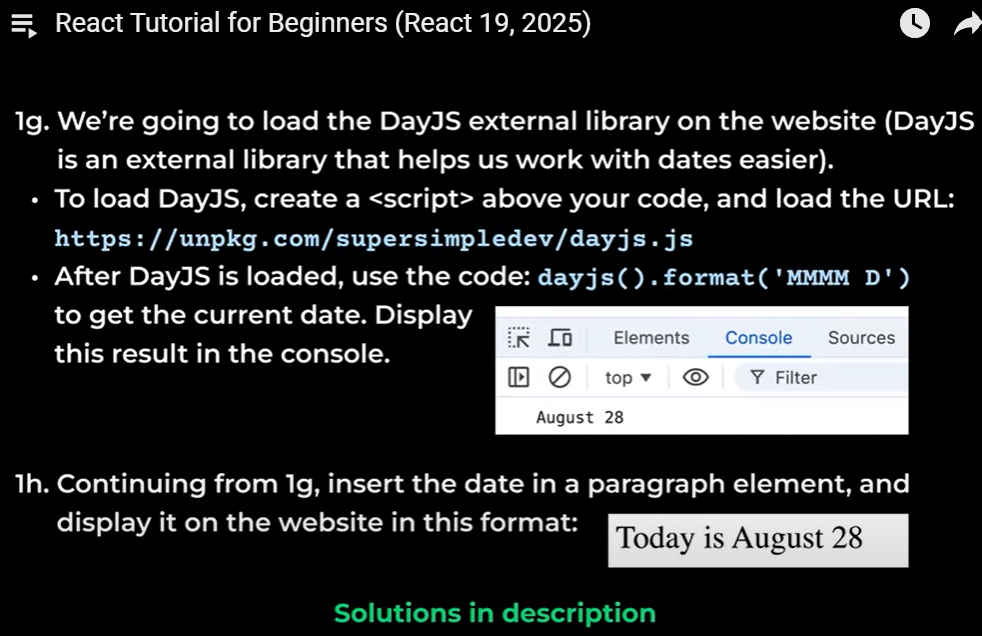 React Tutorial for Beginners (React 19, 2025)
1g. We’re going to load the DayJS external library on the website (DayJS
is an external library that helps us work with dates easier).
• To load DayJS, create a <script> above your code, and load the URL:
https://unpkg.com/supersimpledev/dayjs.js
• After DayJS is loaded, use the code: dayjs().format('MMMM D')
to get the current date. Display
this result in the console.
Elements Console Sources
top ▼ Filter
August 28
1h. Continuing from 1g, insert the date in a paragraph element, and
display it on the website in this format:
Today is August 28
Solutions in description